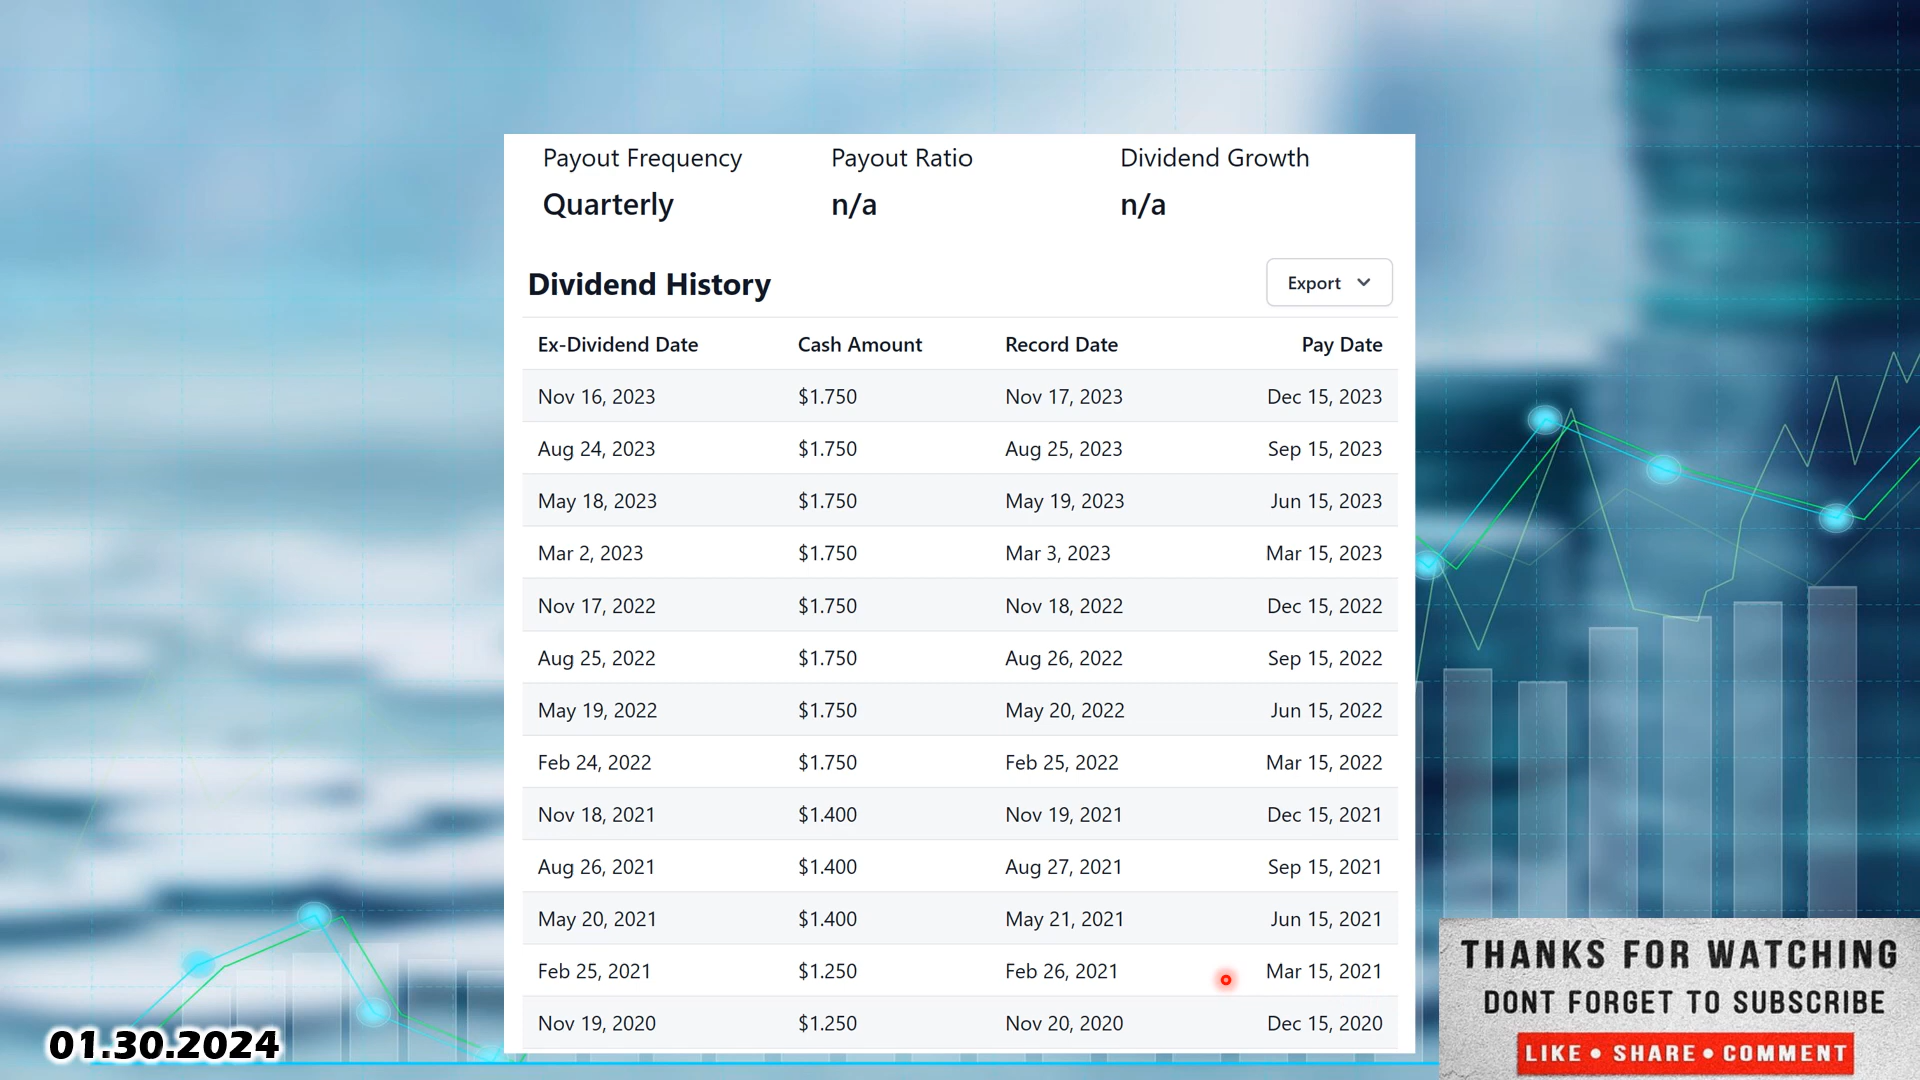 Payout Frequency Payout Ratio Dividend Growth
Quarterly n/a n/a
Dividend History Export
Ex-Dividend Date Cash Amount Record Date Pay Date
Nov 16, 2023 $1.750 Nov 17, 2023 Dec 15, 2023
Aug 24, 2023 $1.750 Aug 25, 2023 Sep 15, 2023
May 18, 2023 $1.750 May 19, 2023 Jun 15, 2023
Mar 2, 2023 $1.750 Mar 3, 2023 Mar 15, 2023
Nov 17, 2022 $1.750 Nov 18, 2022 Dec 15, 2022
Aug 25, 2022 $1.750 Aug 26, 2022 Sep 15, 2022
May 19, 2022 $1.750 May 20, 2022 Jun 15, 2022
Feb 24, 2022 $1.750 Feb 25, 2022 Mar 15, 2022
Nov 18, 2021 $1.400 Nov 19, 2021 Dec 15, 2021
Aug 26, 2021 $1.400 Aug 27, 2021 Sep 15, 2021
May 20, 2021 $1.400 May 21, 2021 Jun 15, 2021
Feb 25, 2021 $1.250 Feb 26, 2021 Mar 15, 2021
Nov 19, 2020 $1.250 Nov 20, 2020 Dec 15, 2020
01.30.2024
THANKS FOR WATCHING
DONT FORGET TO SUBSCRIBE
LIKE • SHARE • COMMENT